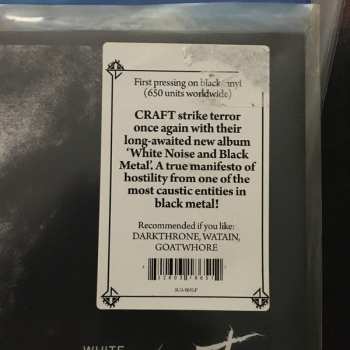 First pressing on black vinyl
(650 units worldwide)
CRAFT strike terror
once again with their
long-awaited new album
‘White Noise and Black
Metal’. A true manifesto of
hostility from one of the
most caustic entities in
black metal!
Recommended if you like:
DARKTHRONE, WATAIN,
GOATWHORE
WHITE